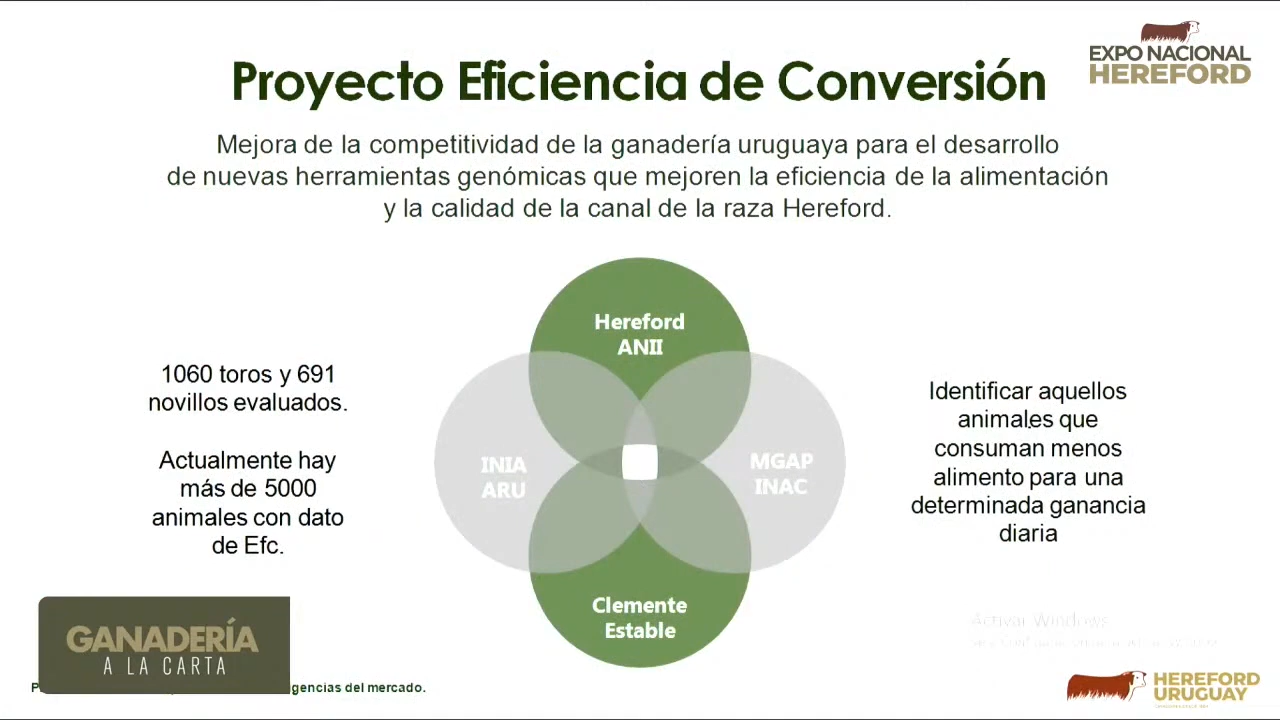 EXPO NACIONAL
HEREFORD
Proyecto Eficiencia de Conversión
Mejora de la competitividad de la ganadería uruguaya para el desarrollo
de nuevas herramientas genómicas que mejoren la eficiencia de la alimentación
y la calidad de la canal de la raza Hereford.
Hereford
ANII
1060 toros y 691
novillos evaluados.
Actualmente hay
más de 5000
animales con dato
de Efc.
INIA
ARU
MGAP
INAC
Identificar aquellos
animales que
consuman menos
alimento para una
determinada ganancia
diaria
Clemente
Estable
GANADERÍA
A LA CARTA
Activar Windows
del mercado.
HEREFORD
URUGUAY